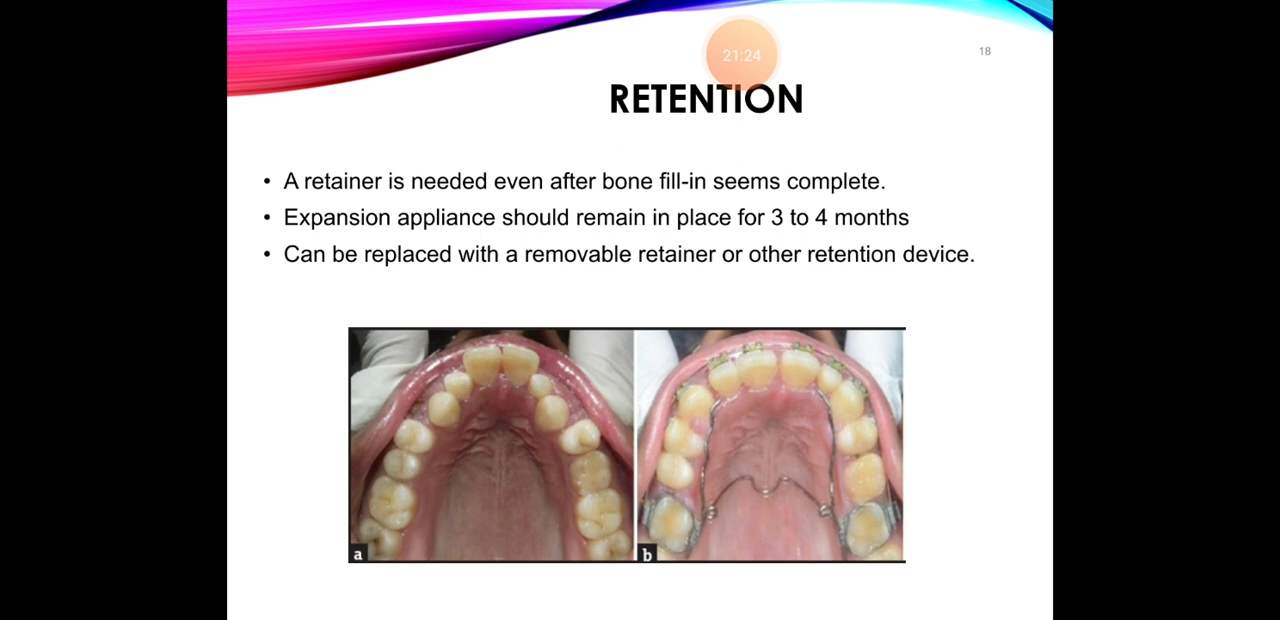 18
21:24
RETENTION
• A retainer is needed even after bone fill-in seems complete.
• Expansion appliance should remain in place for 3 to 4 months
• Can be replaced with a removable retainer or other retention device.
a
b